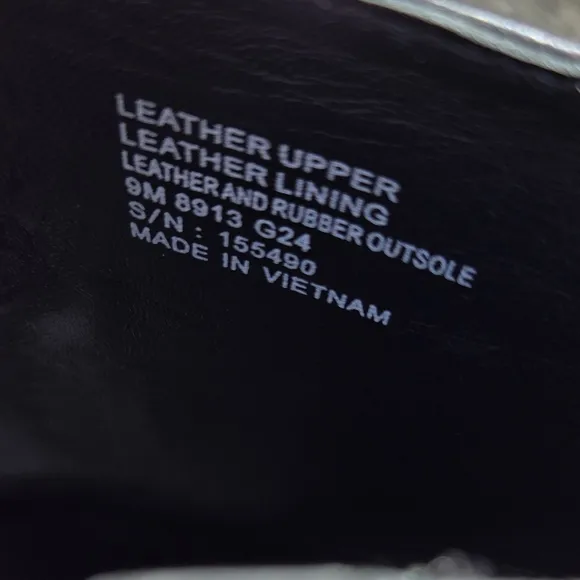 LEATHER UPPER
LEATHER LINING
LEATHER AND RUBBER OUTSOLE
9M 8913 G24
S/N : 155490
MADE IN VIETNAM